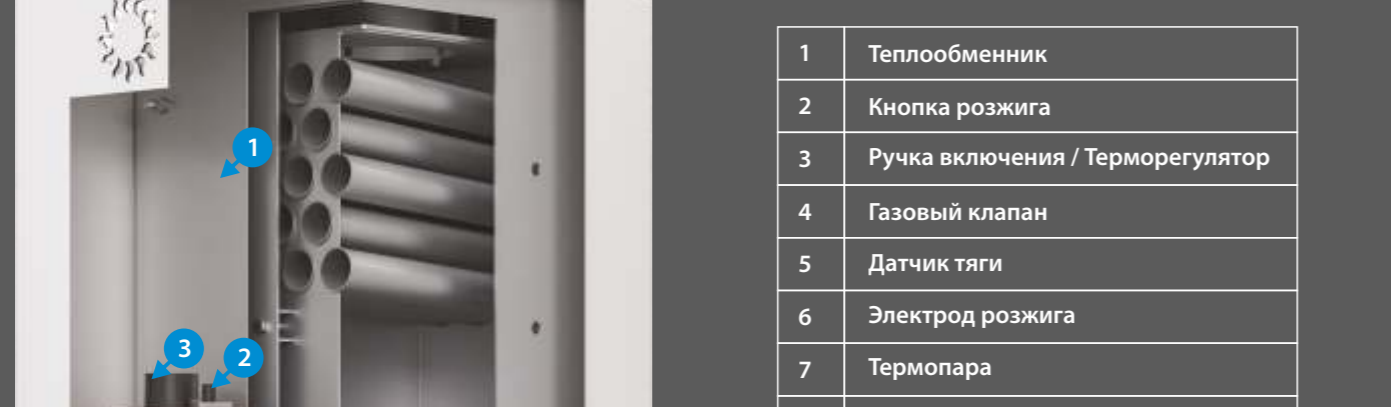 1
3
2
1 Теплообменник
2 Кнопка розжига
3 Ручка включения / Терморегулятор
4 Газовый клапан
5 Датчик тяги
6 Электрод розжига
7 Термопара